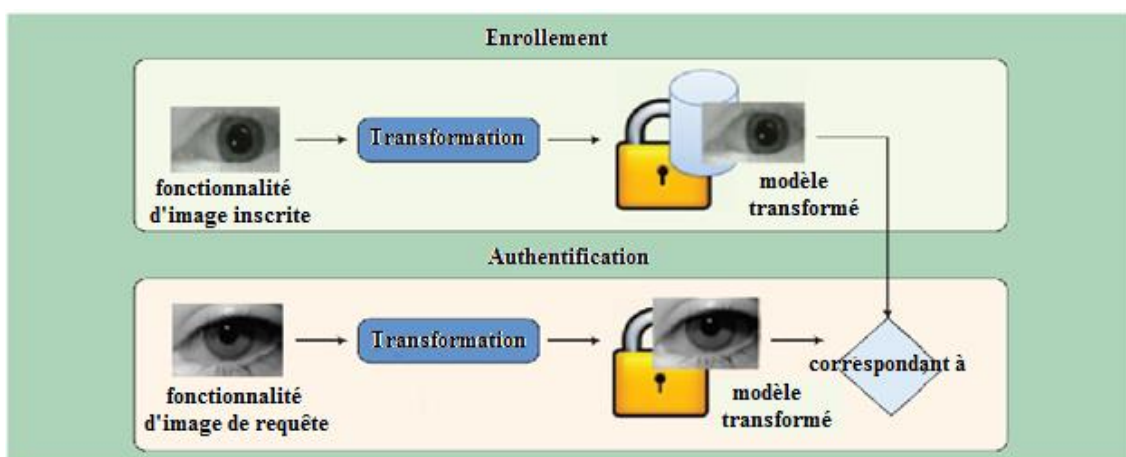 Enrollement
Transformation
fonctionnalité
d'image inscrite
modèle
transformé
Authentification
Transformation
fonctionnalité
d'image de requête
modèle
transformé
correspondant à